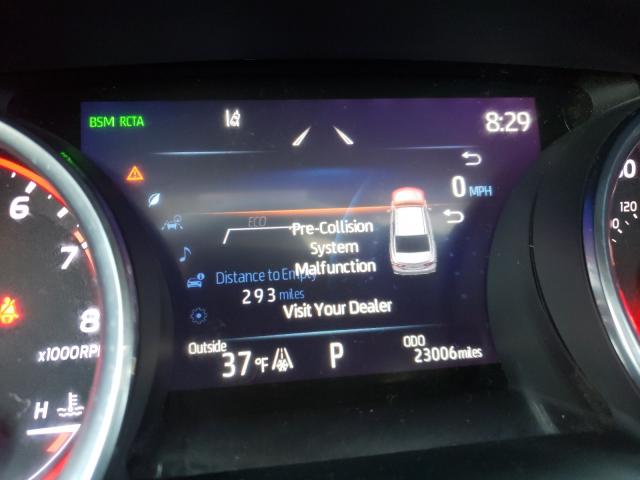 BSM RCTA
8:29
0 MPH
ECO
Pre-Collision
System
Malfunction
Distance to Empty
293 miles
Visit Your Dealer
Outside
37°F
P
ODO
23006 miles
6
7
8
x1000RP
H
120